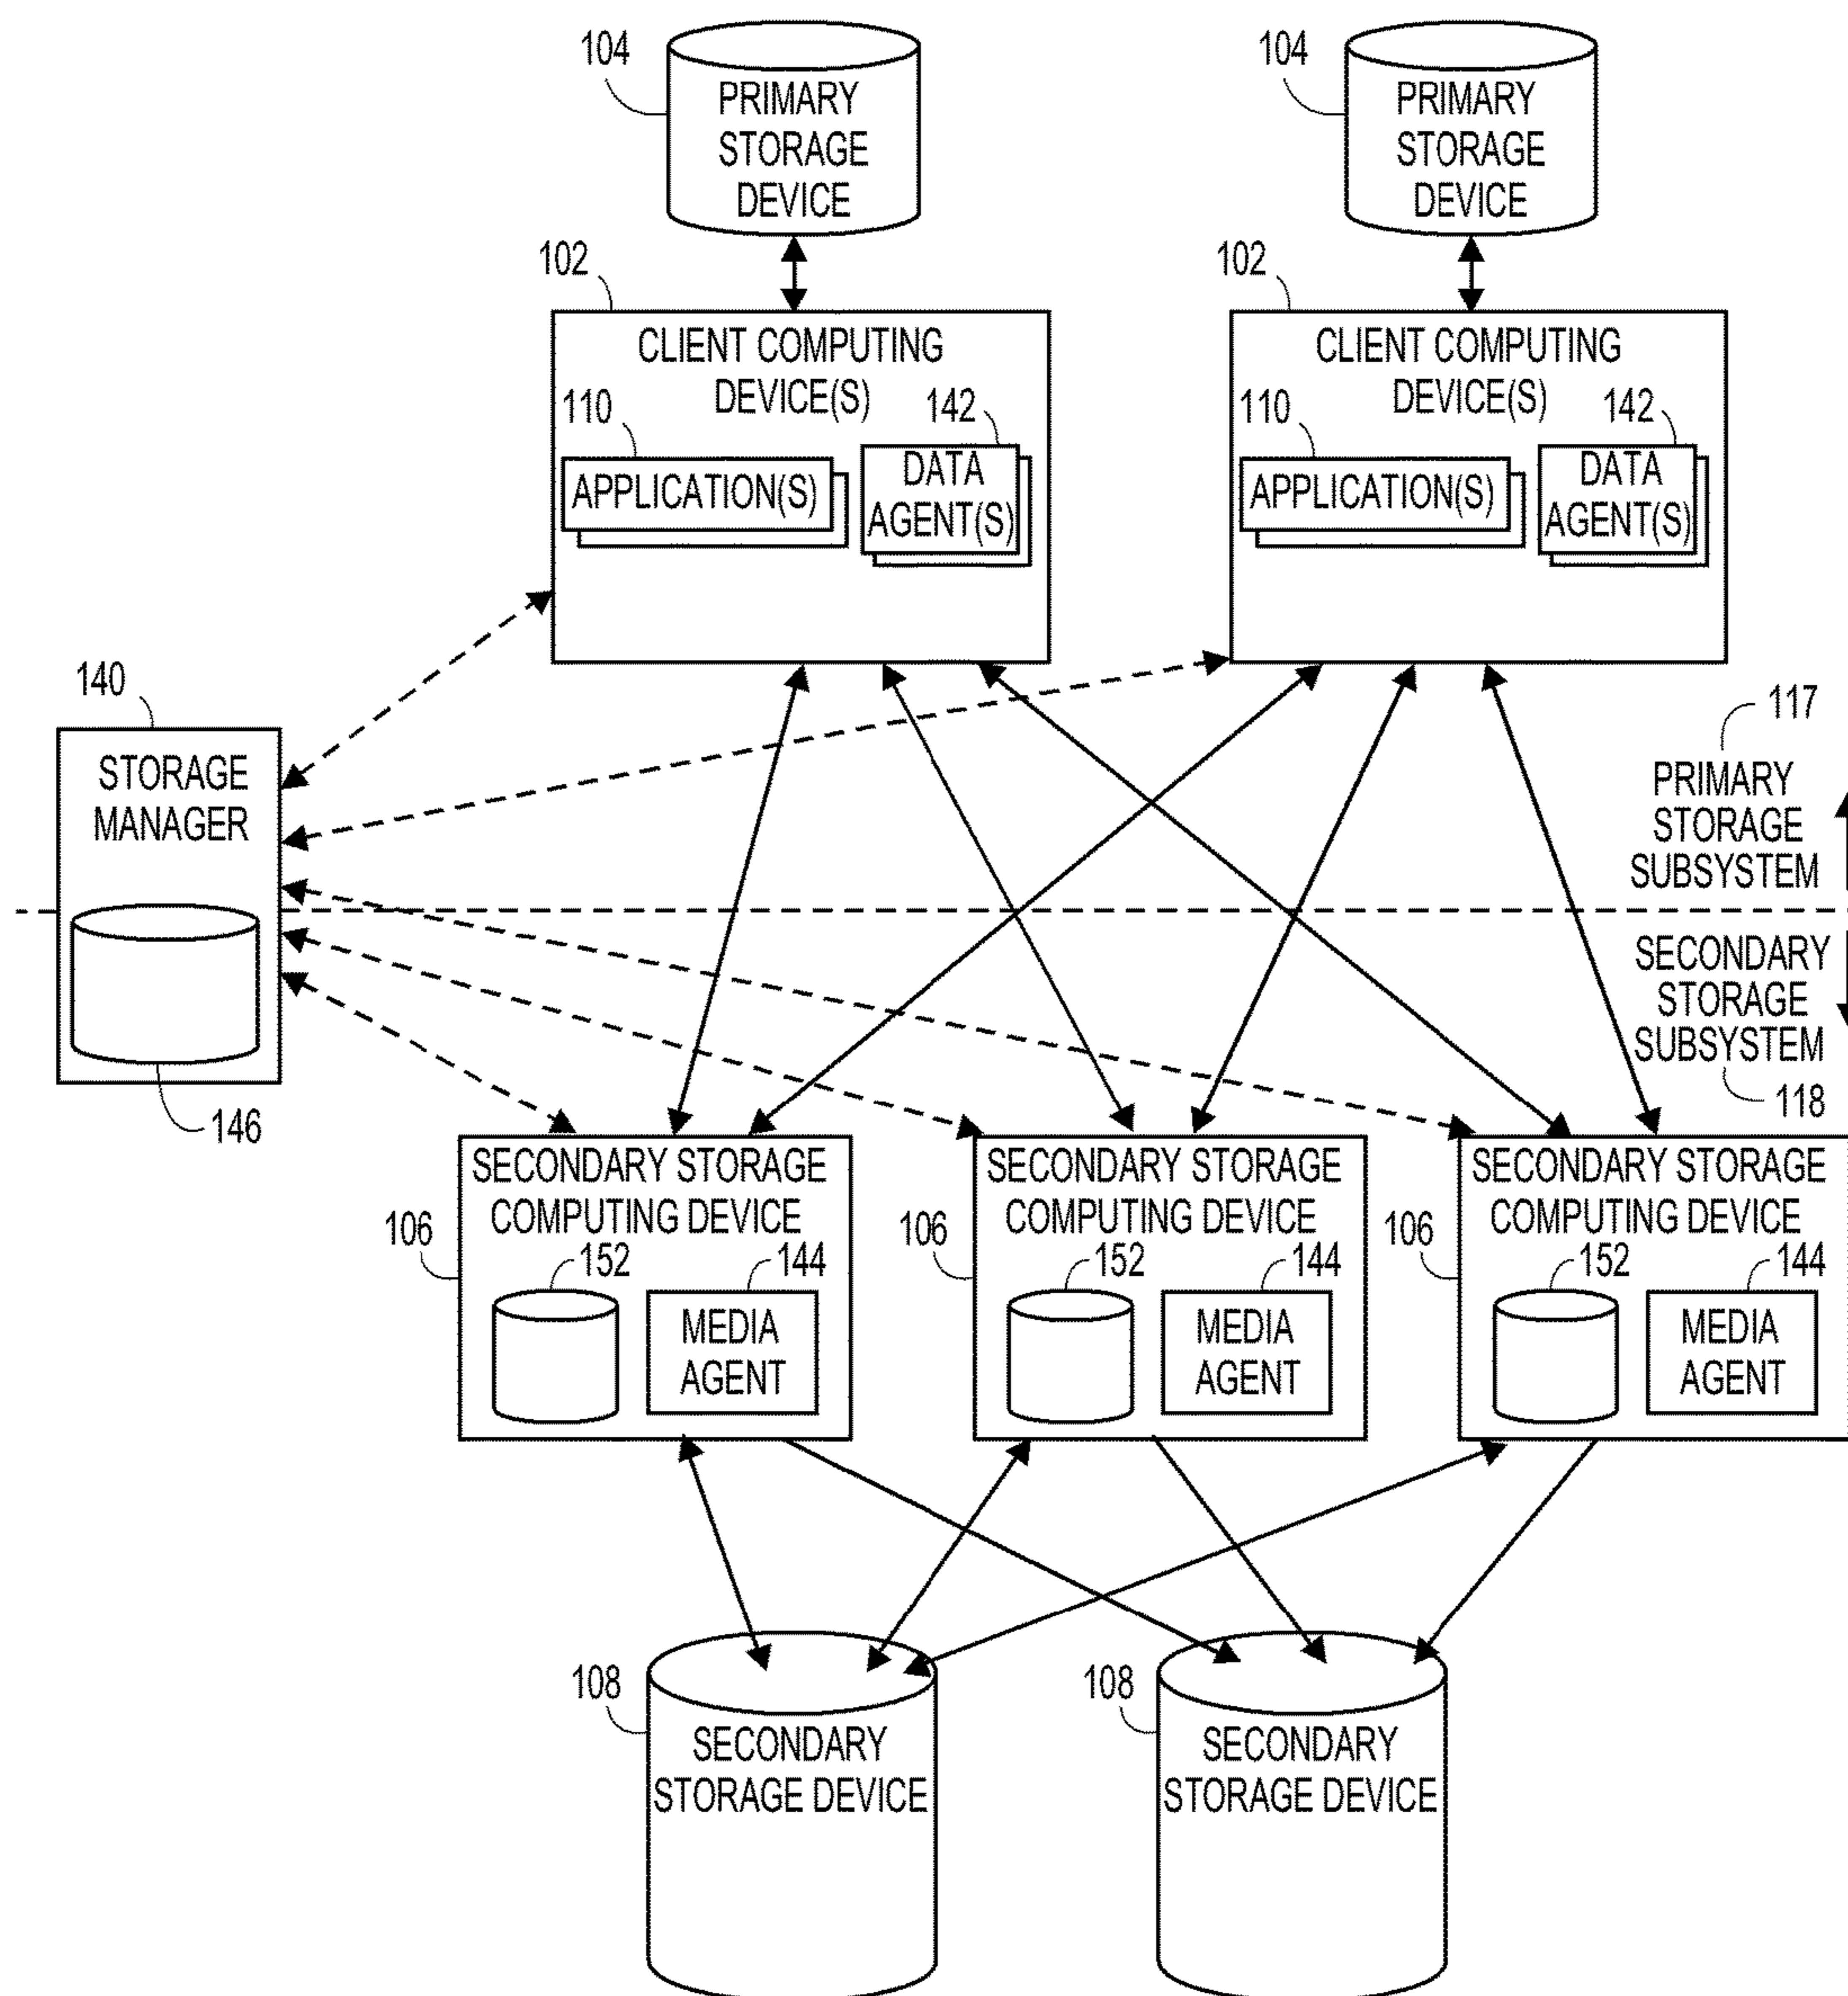 104
PRIMARY
STORAGE
DEVICE
104
PRIMARY
STORAGE
DEVICE
102
CLIENT COMPUTING
DEVICE(S)
110
142
APPLICATION(S)
DATA
AGENT(S)
102
CLIENT COMPUTING
DEVICE(S)
110
142
APPLICATION(S)
DATA
AGENT(S)
140
STORAGE
MANAGER
146
117
PRIMARY
STORAGE
SUBSYSTEM
SECONDARY
STORAGE
SUBSYSTEM
118
SECONDARY STORAGE
COMPUTING DEVICE
106
152
144
MEDIA
AGENT
SECONDARY STORAGE
COMPUTING DEVICE
106
152
144
MEDIA
AGENT
SECONDARY STORAGE
COMPUTING DEVICE
106
152
144
MEDIA
AGENT
108
SECONDARY
STORAGE DEVICE
108
SECONDARY
STORAGE DEVICE